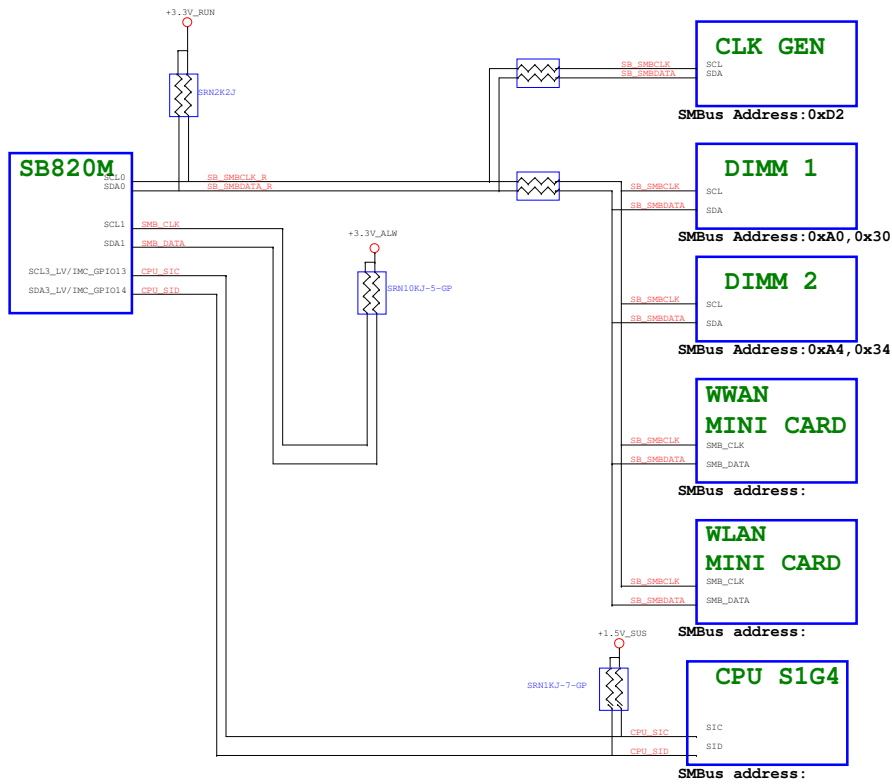 +3.3V_RUN
SRN2K2J
SB820M
SCL0
SDA0
SCL1
SDA1
SCL3_LV/IMC_GPIO13
SDA3_LV/IMC_GPIO14
SB_SMBCLK_R
SB_SMBDATA_R
SMB_CLK
SMB_DATA
CPU_SIC
CPU_SID
+3.3V_ALW
SRN10KJ-5-GP
SB_SMBCLK
SB_SMBDATA
CLK GEN
SCL
SDA
SMBus Address:0xD2
DIMM 1
SB_SMBCLK
SCL
SB_SMBDATA
SDA
SMBus Address:0xA0,0x30
DIMM 2
SB_SMBCLK
SCL
SB_SMBDATA
SDA
SMBus Address:0xA4,0x34
WWAN
MINI CARD
SB_SMBCLK
SMB_CLK
SB_SMBDATA
SMB_DATA
SMBus address:
WLAN
MINI CARD
SB_SMBCLK
SMB_CLK
SB_SMBDATA
SMB_DATA
SMBus address:
+1.5V_SUS
SRN1KJ-7-GP
CPU S1G4
CPU_SIC
SIC
CPU_SID
SID
SMBus address: